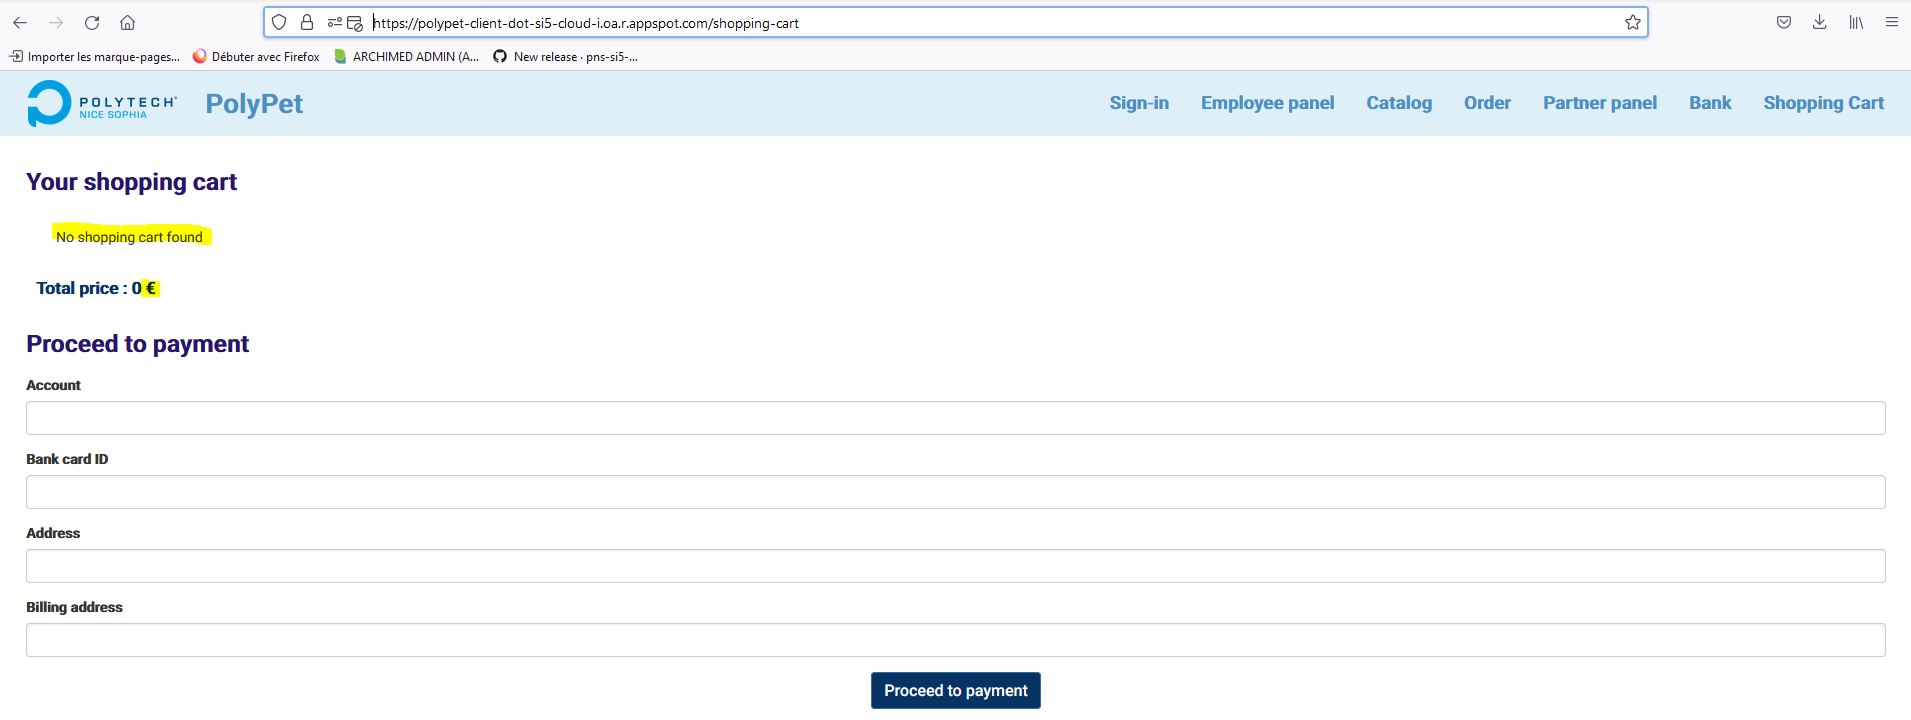 https://polypet-client-dot-si5-cloud-i.oa.r.appspot.com/shopping-cart
Importer les marque-pages... Débuter avec Firefox ARCHIMED ADMIN (A... New release · pns-si5-...
POLYTECH®
NICE SOPHIA
PolyPet Sign-in Employee panel Catalog Order Partner panel Bank Shopping Cart
Your shopping cart
No shopping cart found
Total price : 0 €
Proceed to payment
Account
Bank card ID
Address
Billing address
Proceed to payment